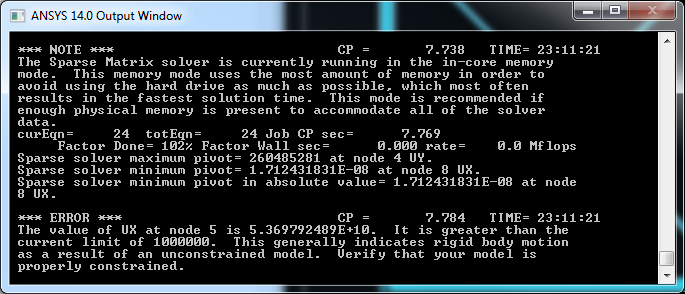 ANSYS 14.0 Output Window
*** NOTE *** CP = 7.738 TIME= 23:11:21
The Sparse Matrix solver is currently running in the in-core memory
mode. This memory mode uses the most amount of memory in order to
avoid using the hard drive as much as possible, which most often
results in the fastest solution time. This mode is recommended if
enough physical memory is present to accommodate all of the solver
data.
curEqn= 24 totEqn= 24 Job CP sec= 7.769
Factor Done= 102% Factor Wall sec= 0.000 rate= 0.0 Mflops
Sparse solver maximum pivot= 260485281 at node 4 UY.
Sparse solver minimum pivot= 1.712431831E-08 at node 8 UX.
Sparse solver minimum pivot in absolute value= 1.712431831E-08 at node
8 UX.
*** ERROR *** CP = 7.784 TIME= 23:11:21
The value of UX at node 5 is 5.369792489E+10. It is greater than the
current limit of 1000000. This generally indicates rigid body motion
as a result of an unconstrained model. Verify that your model is
properly constrained.